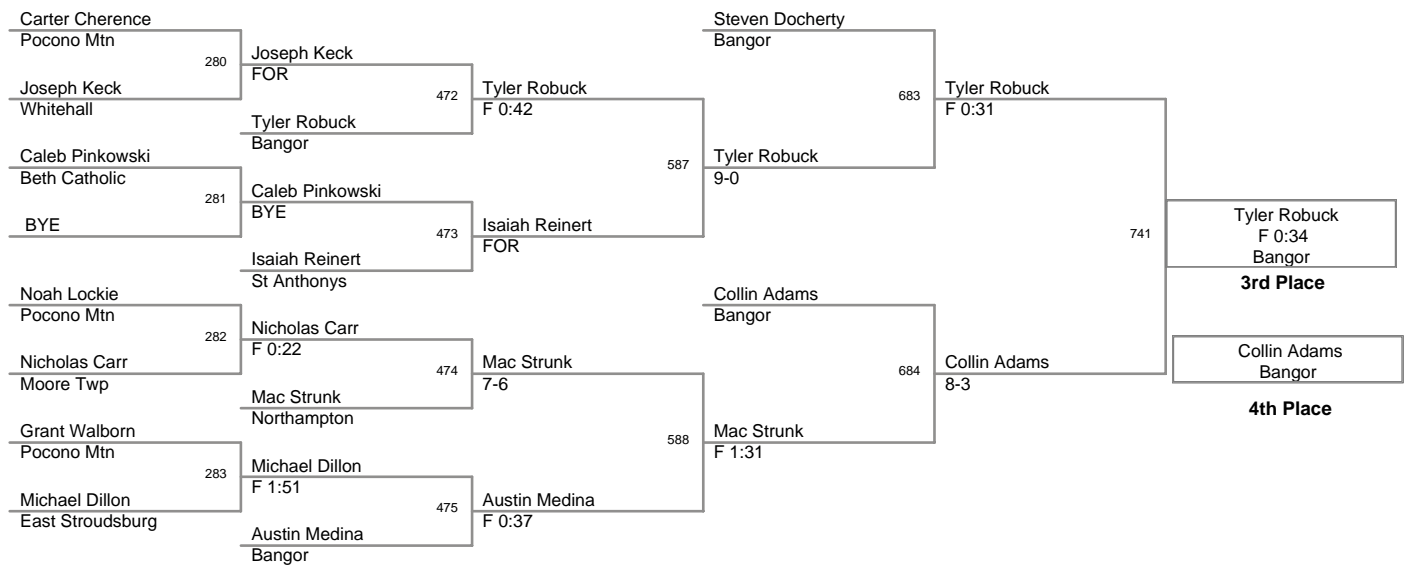 Carter Cherence
Pocono Mtn
280
Joseph Keck
Whitehall
Caleb Pinkowski
Beth Catholic
281
BYE
Noah Lockie
Pocono Mtn
282
Nicholas Carr
Moore Twp
Grant Walborn
Pocono Mtn
283
Michael Dillon
East Stroudsburg
Joseph Keck
FOR
472
Tyler Robuck
Bangor
Caleb Pinkowski
BYE
473
Isaiah Reinert
St Anthonys
Nicholas Carr
F 0:22
474
Mac Strunk
Northampton
Michael Dillon
F 1:51
475
Austin Medina
Bangor
Tyler Robuck
F 0:42
587
Isaiah Reinert
FOR
Mac Strunk
7-6
588
Austin Medina
F 0:37
Steven Docherty
Bangor
683
Tyler Robuck
9-0
Collin Adams
Bangor
684
Mac Strunk
F 1:31
Tyler Robuck
F 0:31
741
Collin Adams
8-3
Tyler Robuck
F 0:34
Bangor
3rd Place
Collin Adams
Bangor
4th Place